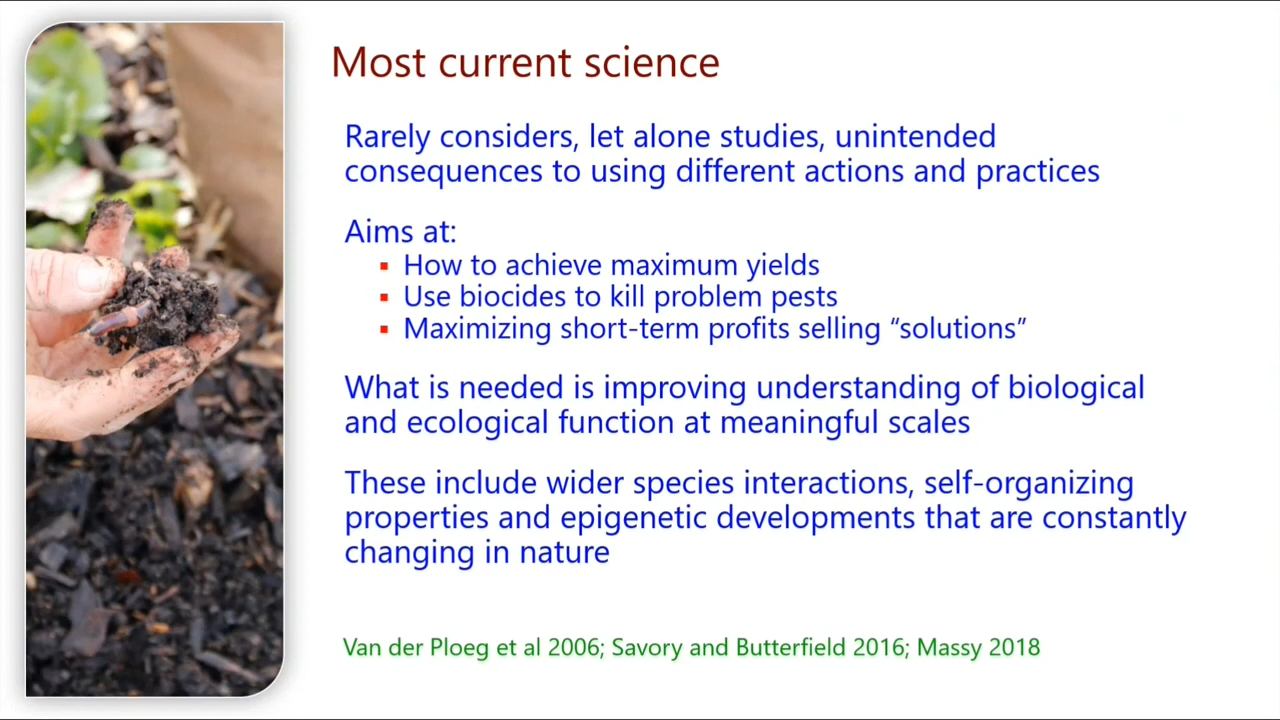 Most current science
Rarely considers, let alone studies, unintended
consequences to using different actions and practices
Aims at:
▪ How to achieve maximum yields
▪ Use biocides to kill problem pests
▪ Maximizing short-term profits selling “solutions”
What is needed is improving understanding of biological
and ecological function at meaningful scales
These include wider species interactions, self-organizing
properties and epigenetic developments that are constantly
changing in nature
Van der Ploeg et al 2006; Savory and Butterfield 2016; Massy 2018